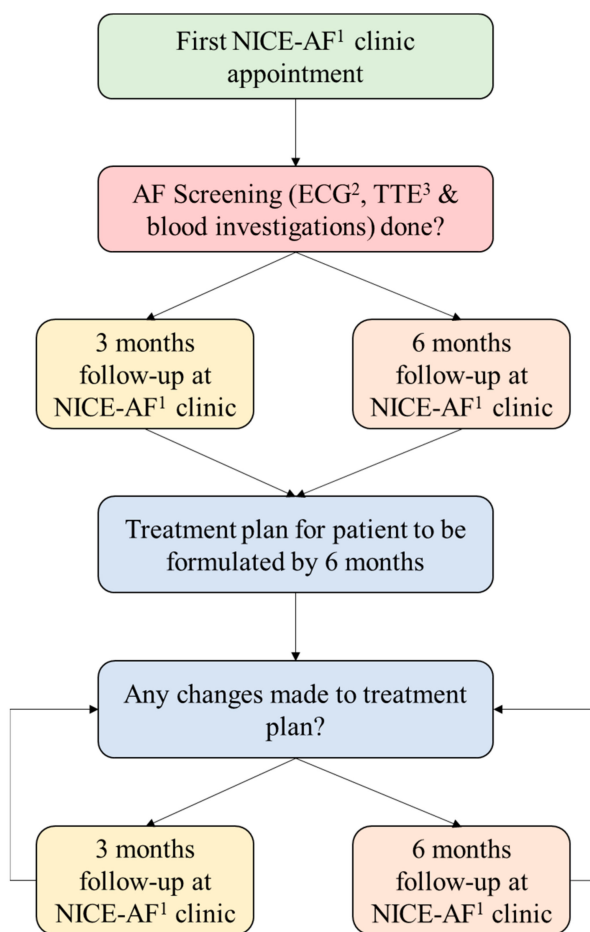 First NICE-AF¹ clinic
appointment
AF Screening (ECG², TTE³ &
blood investigations) done?
3 months
follow-up at
NICE-AF¹ clinic
6 months
follow-up at
NICE-AF¹ clinic
Treatment plan for patient to be
formulated by 6 months
Any changes made to treatment
plan?
3 months
follow-up at
NICE-AF¹ clinic
6 months
follow-up at
NICE-AF¹ clinic